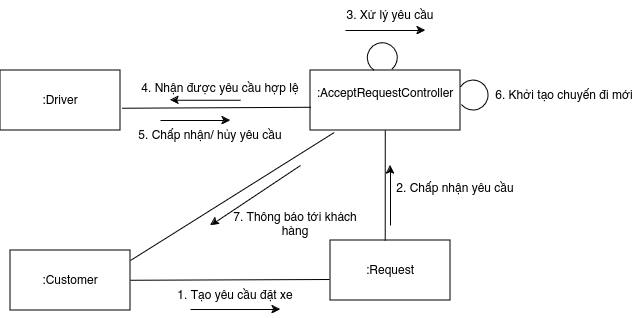 3. Xử lý yêu cầu
4. Nhận được yêu cầu hợp lệ
:Driver
:AcceptRequestController
6. Khởi tạo chuyến đi mới
5. Chấp nhận/ hủy yêu cầu
2. Chấp nhận yêu cầu
7. Thông báo tới khách
hàng
:Customer
:Request
1. Tạo yêu cầu đặt xe